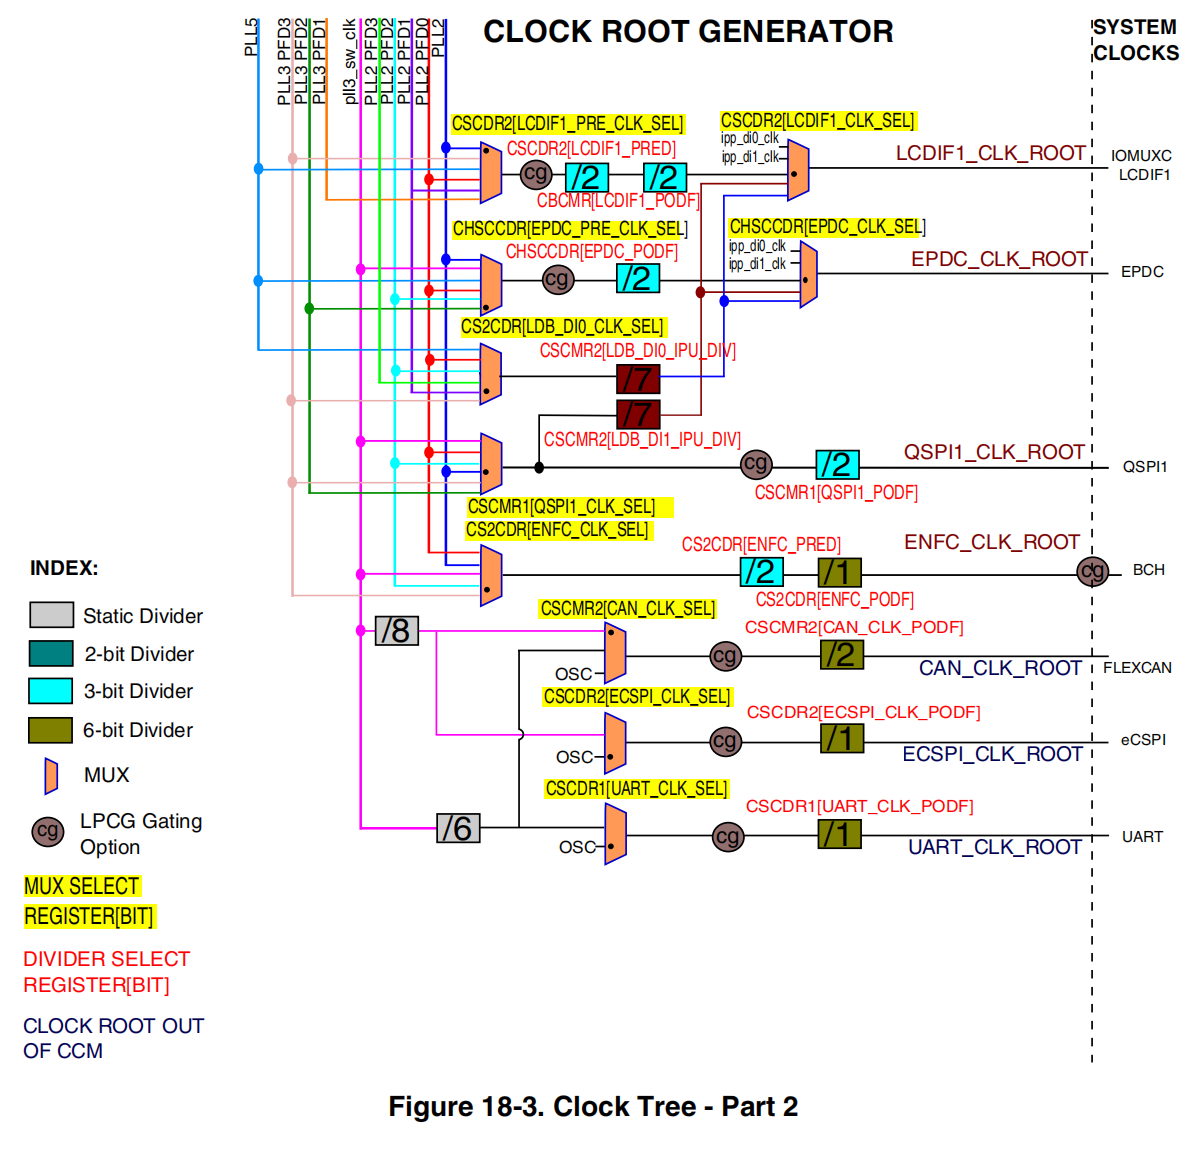 CLOCK ROOT GENERATOR
SYSTEM
CLOCKS
PLL5
PLL3 PFD3
PLL3 PFD2
PLL3 PFD1
pll3_sw_clk
PLL2 PFD3
PLL2 PFD2
PLL2 PFD1
PLL2 PFD0
PLL2
CSCDR2[LCDIF1_PRE_CLK_SEL]
CSCDR2[LCDIF1_CLK_SEL]
ipp_di0_clk
ipp_di1_clk
CSCDR2[LCDIF1_PRED]
cg
/2
/2
CBCMR[LCDIF1_PODF]
LCDIF1_CLK_ROOT
IOMUXC
LCDIF1
CHSCCDR[EPDC_PRE_CLK_SEL]
CHSCCDR[EPDC_CLK_SEL]
ipp_di0_clk
ipp_di1_clk
CHSCCDR[EPDC_PODF]
cg
/2
EPDC_CLK_ROOT
EPDC
CS2CDR[LDB_DI0_CLK_SEL]
CSCMR2[LDB_DI0_IPU_DIV]
/7
/7
CSCMR2[LDB_DI1_IPU_DIV]
cg
/2
QSPI1_CLK_ROOT
QSPI1
CSCMR1[QSPI1_PODF]
CSCMR1[QSPI1_CLK_SEL]
CS2CDR[ENFC_CLK_SEL]
CS2CDR[ENFC_PRED]
ENFC_CLK_ROOT
/2
/1
cg
BCH
CS2CDR[ENFC_PODF]
INDEX:
Static Divider
2-bit Divider
3-bit Divider
6-bit Divider
MUX
cg
LPCG Gating
Option
MUX SELECT
REGISTER[BIT]
DIVIDER SELECT
REGISTER[BIT]
CLOCK ROOT OUT
OF CCM
/8
CSCMR2[CAN_CLK_SEL]
CSCMR2[CAN_CLK_PODF]
OSC
cg
/2
CAN_CLK_ROOT
FLEXCAN
CSCDR2[ECSPI_CLK_SEL]
CSCDR2[ECSPI_CLK_PODF]
OSC
cg
/1
ECSPI_CLK_ROOT
eCSPI
CSCDR1[UART_CLK_SEL]
CSCDR1[UART_CLK_PODF]
/6
OSC
cg
/1
UART_CLK_ROOT
UART
Figure 18-3. Clock Tree - Part 2